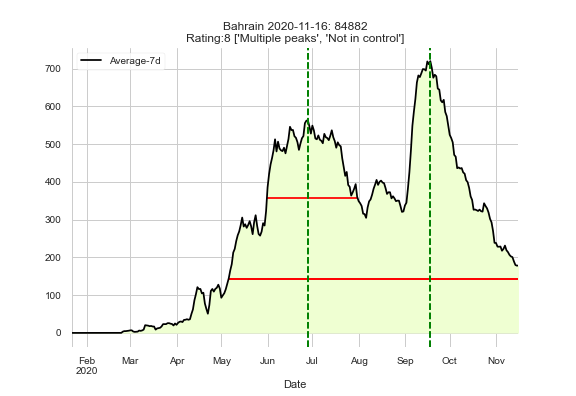 Bahrain 2020-11-16: 84882
Rating:8 ['Multiple peaks', 'Not in control']
Average-7d
700
600
500
400
300
200
100
0
Feb Mar Apr May Jun Jul Aug Sep Oct Nov
2020
Date